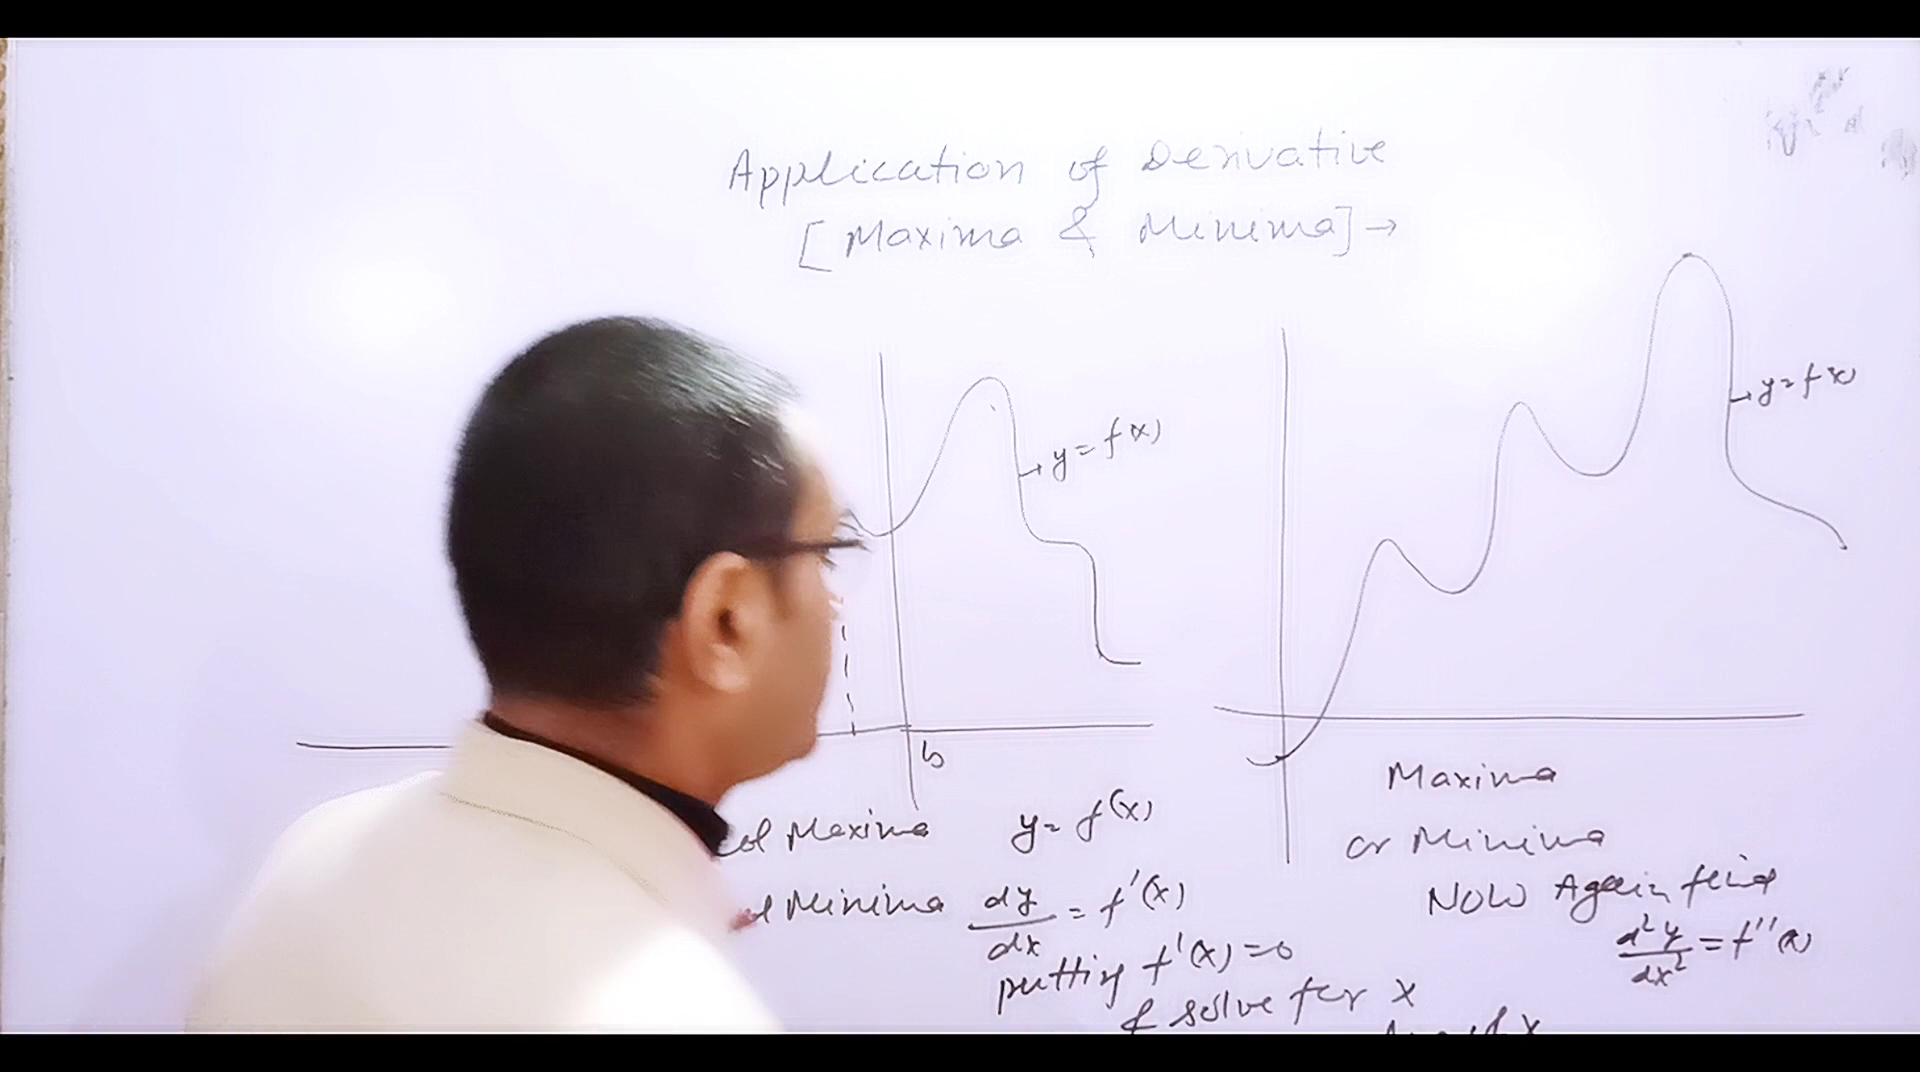 Application of Derivative
[Maxima & Minima] →
→ y = f(x)
→ y = f(x)
b
Maxima
y = f(x)
Minima
dy/dx = f'(x)
putting f'(x) = 0
& solve for x
Maxima
or Minima
NOW Again find
d²y/dx² = f''(x)